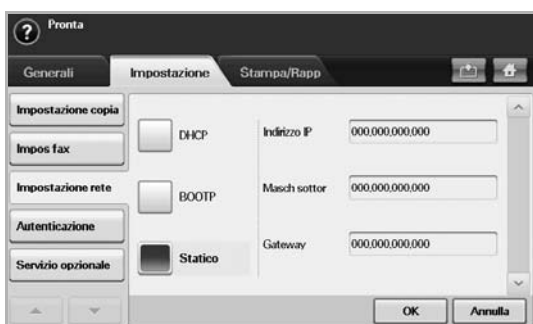 ? Pronta
Generali Impostazione Stampa/Rapp
Impostazione copia
Impos fax
Impostazione rete
Autenticazione
Servizio opzionale
DHCP
BOOTP
Statico
Indirizzo IP 000,000,000,000
Masch sottor 000,000,000,000
Gateway 000,000,000,000
OK Annulla